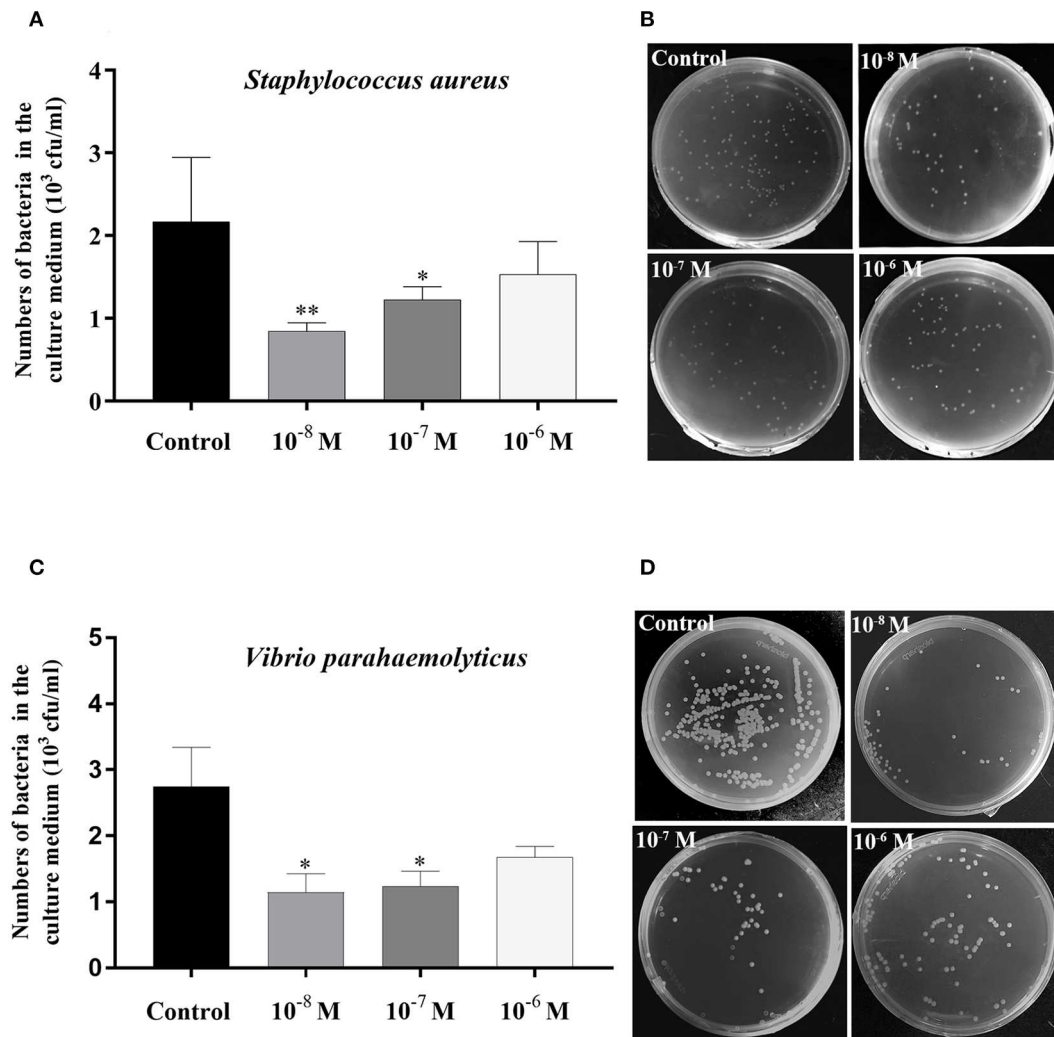 A
B
Staphylococcus aureus
Numbers of bacteria in the
culture medium (10³ cfu/ml)
4
3
2
1
0
**
*
Control
10⁻⁸ M
10⁻⁷ M
10⁻⁶ M
Control
10⁻⁸ M
10⁻⁷ M
10⁻⁶ M
C
D
Vibrio parahaemolyticus
Numbers of bacteria in the
culture medium (10³ cfu/ml)
5
4
3
2
1
0
*
*
Control
10⁻⁸ M
10⁻⁷ M
10⁻⁶ M
Control
10⁻⁸ M
10⁻⁷ M
10⁻⁶ M